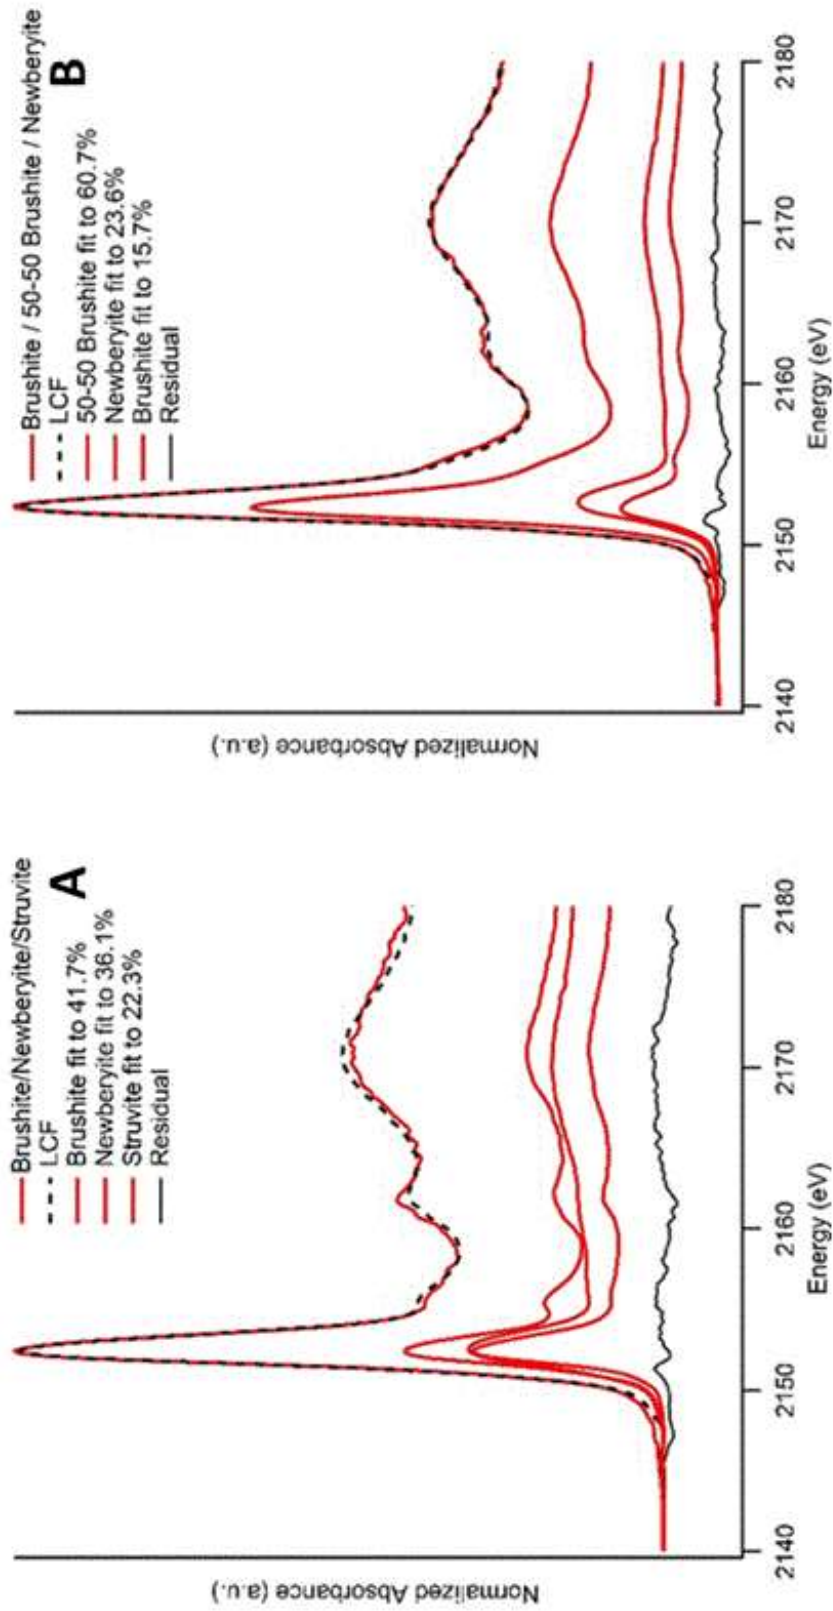 Brushite/Newberyite/Struvite
LCF
Brushite fit to 41.7%
Newberyite fit to 36.1%
Struvite fit to 22.3%
Residual
A
Normalized Absorbance (a.u.)
2140
2150
2160
2170
2180
Energy (eV)
Brushite / 50-50 Brushite / Newberyite
LCF
50-50 Brushite fit to 60.7%
Newberyite fit to 23.6%
Brushite fit to 15.7%
Residual
B
Normalized Absorbance (a.u.)
2140
2150
2160
2170
2180
Energy (eV)